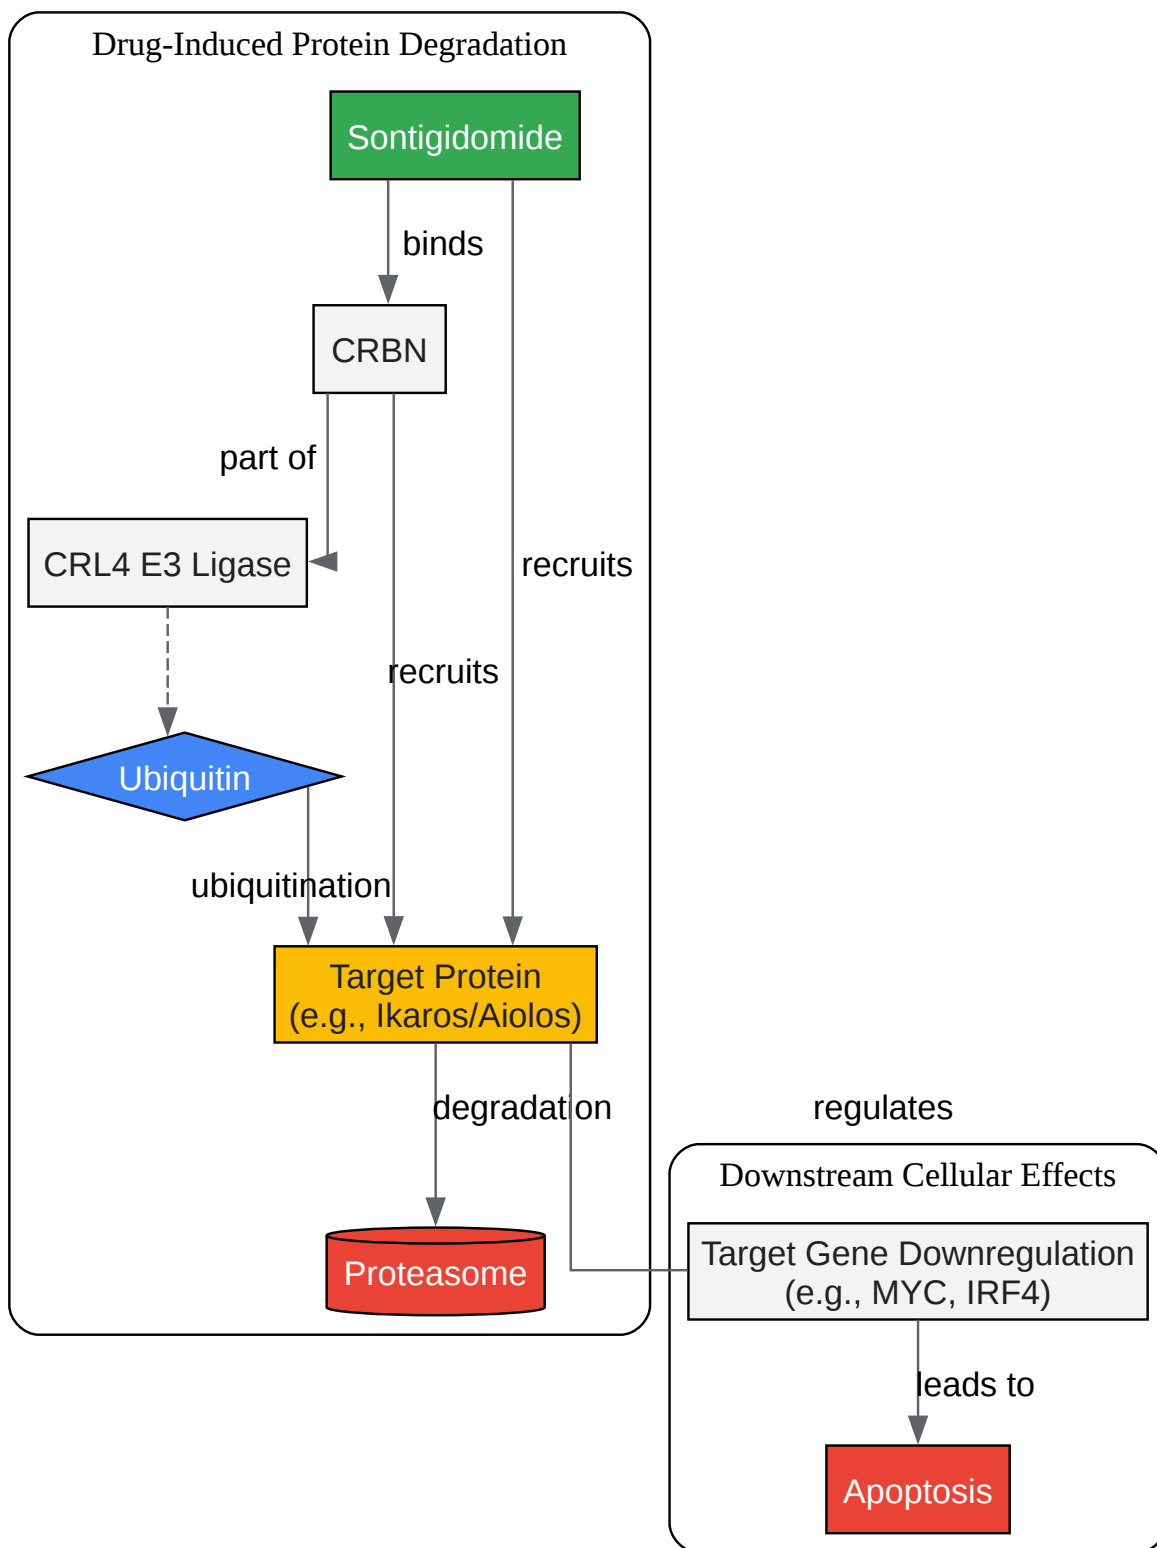 Drug-Induced Protein Degradation
Sontigidomide
binds
CRBN
part of
CRL4 E3 Ligase
recruits
recruits
Ubiquitin
ubiquitination
Target Protein
(e.g., Ikaros/Aiolos)
degradation
regulates
Downstream Cellular Effects
Target Gene Downregulation
(e.g., MYC, IRF4)
Proteasome
leads to
Apoptosis